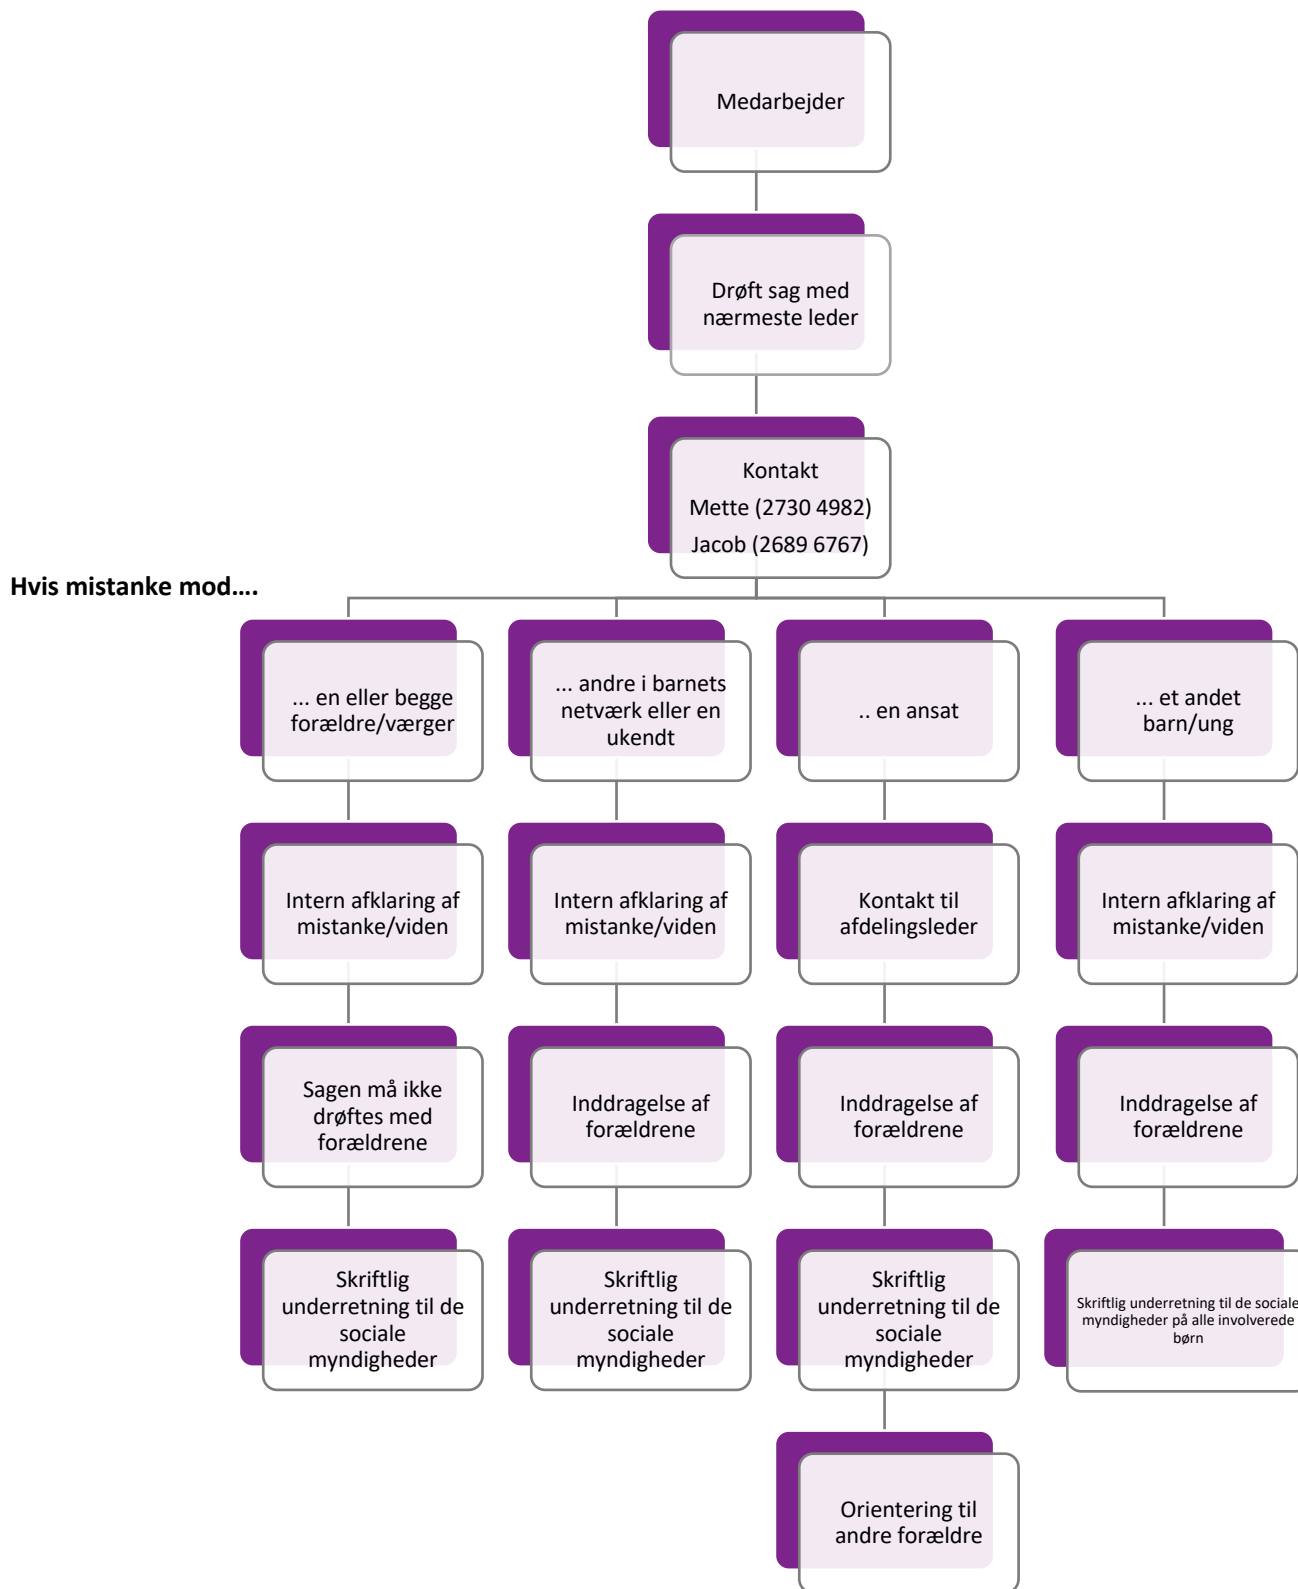 Medarbejder
Drøft sag med
nærmeste leder
Kontakt
Mette (2730 4982)
Jacob (2689 6767)
Hvis mistanke mod....
... en eller begge
forældre/værger
... andre i barnets
netværk eller en
ukendt
.. en ansat
... et andet
barn/ung
Intern afklaring af
mistanke/viden
Intern afklaring af
mistanke/viden
Kontakt til
afdelingsleder
Intern afklaring af
mistanke/viden
Sagen må ikke
drøftes med
forældrene
Inddragelse af
forældrene
Inddragelse af
forældrene
Inddragelse af
forældrene
Skriftlig
underretning til de
sociale
myndigheder
Skriftlig
underretning til de
sociale
myndigheder
Skriftlig
underretning til de
sociale
myndigheder
Skriftlig underretning til de sociale
myndigheder på alle involverede
børn
Orientering til
andre forældre